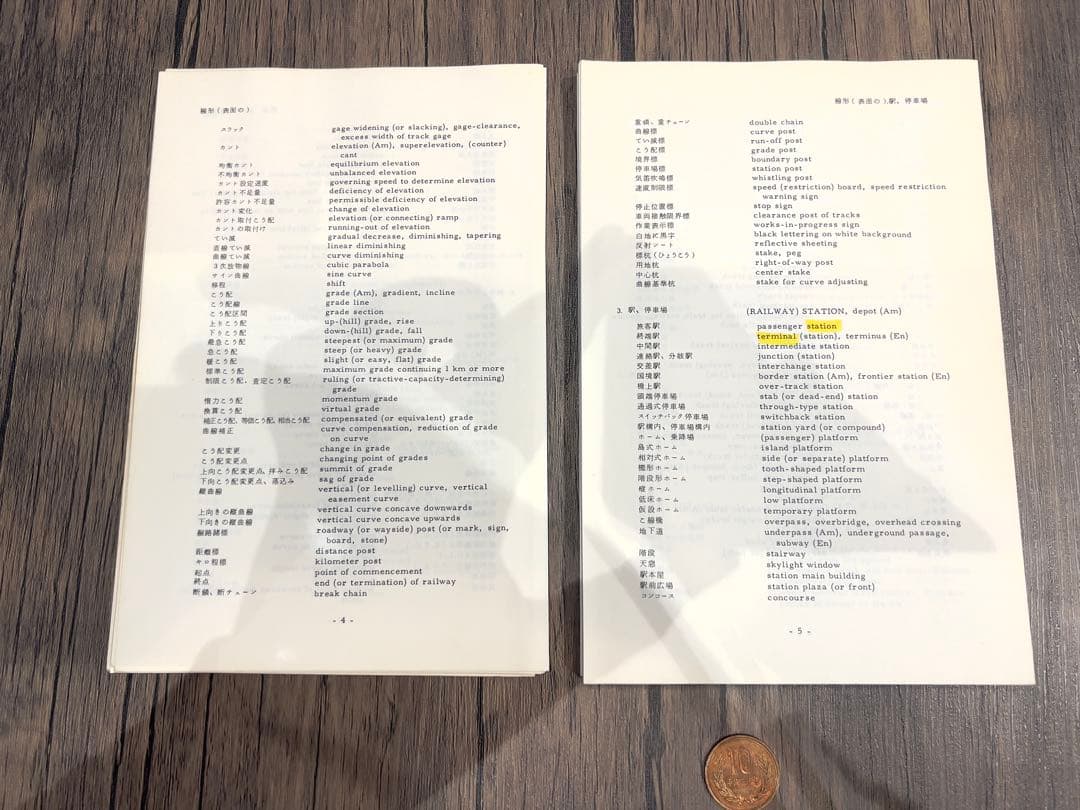 線形(表面の)
スラック gage widening (or slacking), gage-clearance,
excess width of track gage
カント elevation (Am), superelevation, (counter)
cant
均衡カント equilibrium elevation
不均衡カント unbalanced elevation
カント設定速度 governing speed to determine elevation
カント不足量 deficiency of elevation
許容カント不足量 permissible deficiency of elevation
カント変化 change of elevation
カント取付こう配 elevation (or connecting) ramp
カントの取付け running-out of elevation
てい減 gradual decrease, diminishing, tapering
直線てい減 linear diminishing
曲線てい減 curve diminishing
3次放物線 cubic parabola
サイン曲線 sine curve
移程 shift
こう配 grade (Am), gradient, incline
こう配線 grade line
こう配区間 grade section
上りこう配 up-(hill) grade, rise
下りこう配 down-(hill) grade, fall
最急こう配 steepest (or maximum) grade
急こう配 steep (or heavy) grade
緩こう配 slight (or easy, flat) grade
標準こう配 maximum grade continuing 1 km or more
制限こう配、査定こう配 ruling (or tractive-capacity-determining)
grade
惰力こう配 momentum grade
換算こう配 virtual grade
補正こう配、等価こう配、相当こう配 compensated (or equivalent) grade
曲線補正 curve compensation, reduction of grade
on curve
こう配変更 change in grade
こう配変更点 changing point of grades
上向こう配変更点、拝みこう配 summit of grade
下向こう配変更点、落込み sag of grade
縦曲線 vertical (or levelling) curve, vertical
easement curve
上向きの縦曲線 vertical curve concave downwards
下向きの縦曲線 vertical curve concave upwards
線路諸標 roadway (or wayside) post (or mark, sign,
board, stone)
距離標 distance post
キロ程標 kilometer post
起点 point of commencement
終点 end (or termination) of railway
断鎖、断チェーン break chain
- 4 -
線形(表面の)、駅、停車場
重鎖、重チェーン double chain
曲線標 curve post
てい減標 run-off post
こう配標 grade post
境界標 boundary post
停車場標 station post
気笛吹鳴標 whistling post
速度制限標 speed (restriction) board, speed restriction
warning sign
停止位置標 stop sign
車両接触限界標 clearance post of tracks
作業表示標 works-in-progress sign
白地に黒字 black lettering on white background
反射シート reflective sheeting
標杭(ひょうこう) stake, peg
用地杭 right-of-way post
中心杭 center stake
曲線基準杭 stake for curve adjusting
3. 駅、停車場 (RAILWAY) STATION, depot (Am)
旅客駅 passenger station
終端駅 terminal (station), terminus (En)
中間駅 intermediate station
連絡駅、分岐駅 junction (station)
交差駅 interchange station
国境駅 border station (Am), frontier station (En)
橋上駅 over-track station
頭端停車場 stab (or dead-end) station
通過式停車場 through-type station
スイッチバック停車場 switchback station
駅構内、停車場構内 station yard (or compound)
ホーム、乗降場 (passenger) platform
島式ホーム island platform
相対式ホーム side (or separate) platform
櫛形ホーム tooth-shaped platform
階段形ホーム step-shaped platform
縦ホーム longitudinal platform
低床ホーム low platform
仮設ホーム temporary platform
こ線橋 overpass, overbridge, overhead crossing
地下道 underpass (Am), underground passage,
subway (En)
階段 stairway
天窓 skylight window
駅本屋 station main building
駅前広場 station plaza (or front)
コンコース concourse
- 5 -
10